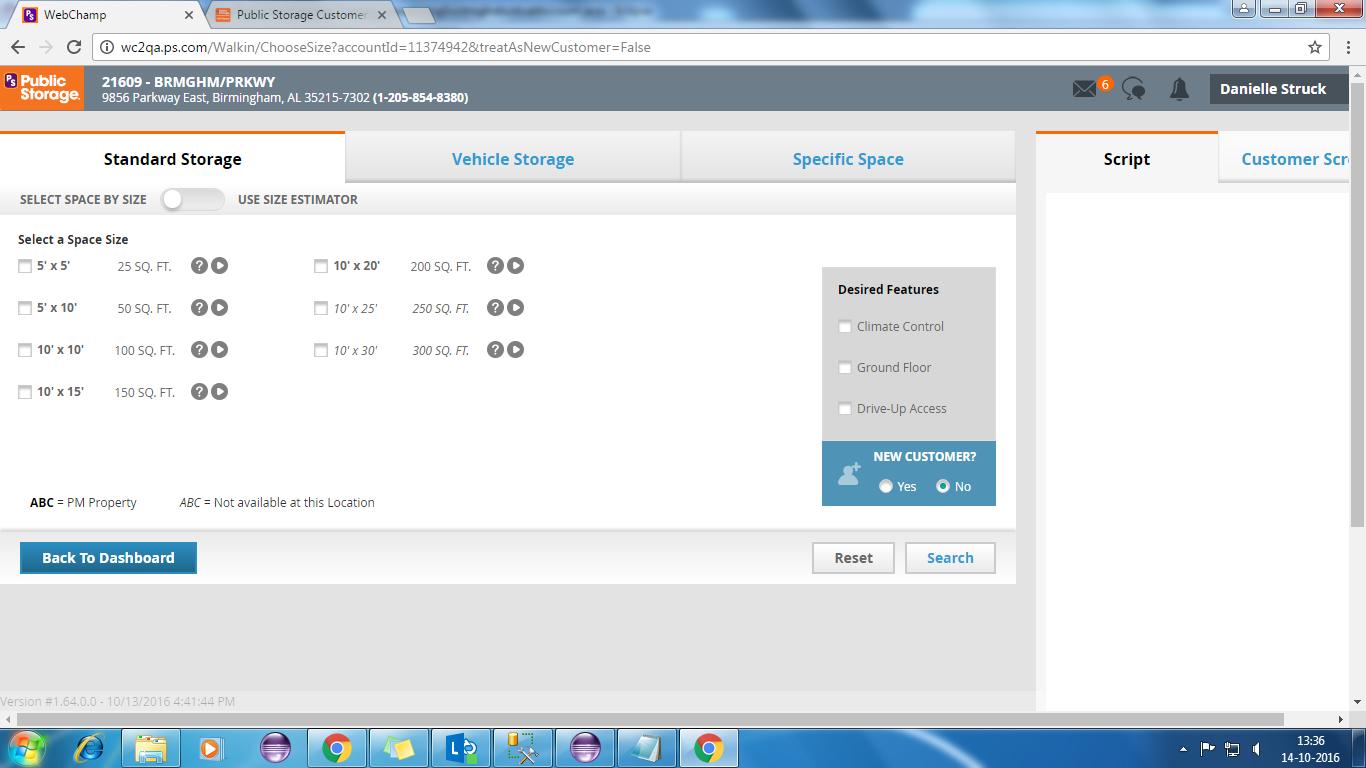 WebChamp
Public Storage Customer
wc2qa.ps.com/Walkin/ChooseSize?accountId=11374942&treatAsNewCustomer=False
PS Public Storage.
21609 - BRMGHM/PRKWY
9856 Parkway East, Birmingham, AL 35215-7302 (1-205-854-8380)
6
Danielle Struck
Standard Storage
Vehicle Storage
Specific Space
Script
Customer Scr
SELECT SPACE BY SIZE
USE SIZE ESTIMATOR
Select a Space Size
5' x 5' 25 SQ. FT. ?
10' x 20' 200 SQ. FT. ?
5' x 10' 50 SQ. FT. ?
10' x 25' 250 SQ. FT. ?
10' x 10' 100 SQ. FT. ?
10' x 30' 300 SQ. FT. ?
10' x 15' 150 SQ. FT. ?
Desired Features
Climate Control
Ground Floor
Drive-Up Access
NEW CUSTOMER?
Yes No
ABC = PM Property
ABC = Not available at this Location
Back To Dashboard
Reset
Search
Version #1.64.0.0 - 10/13/2016 4:41:44 PM
13:36
14-10-2016